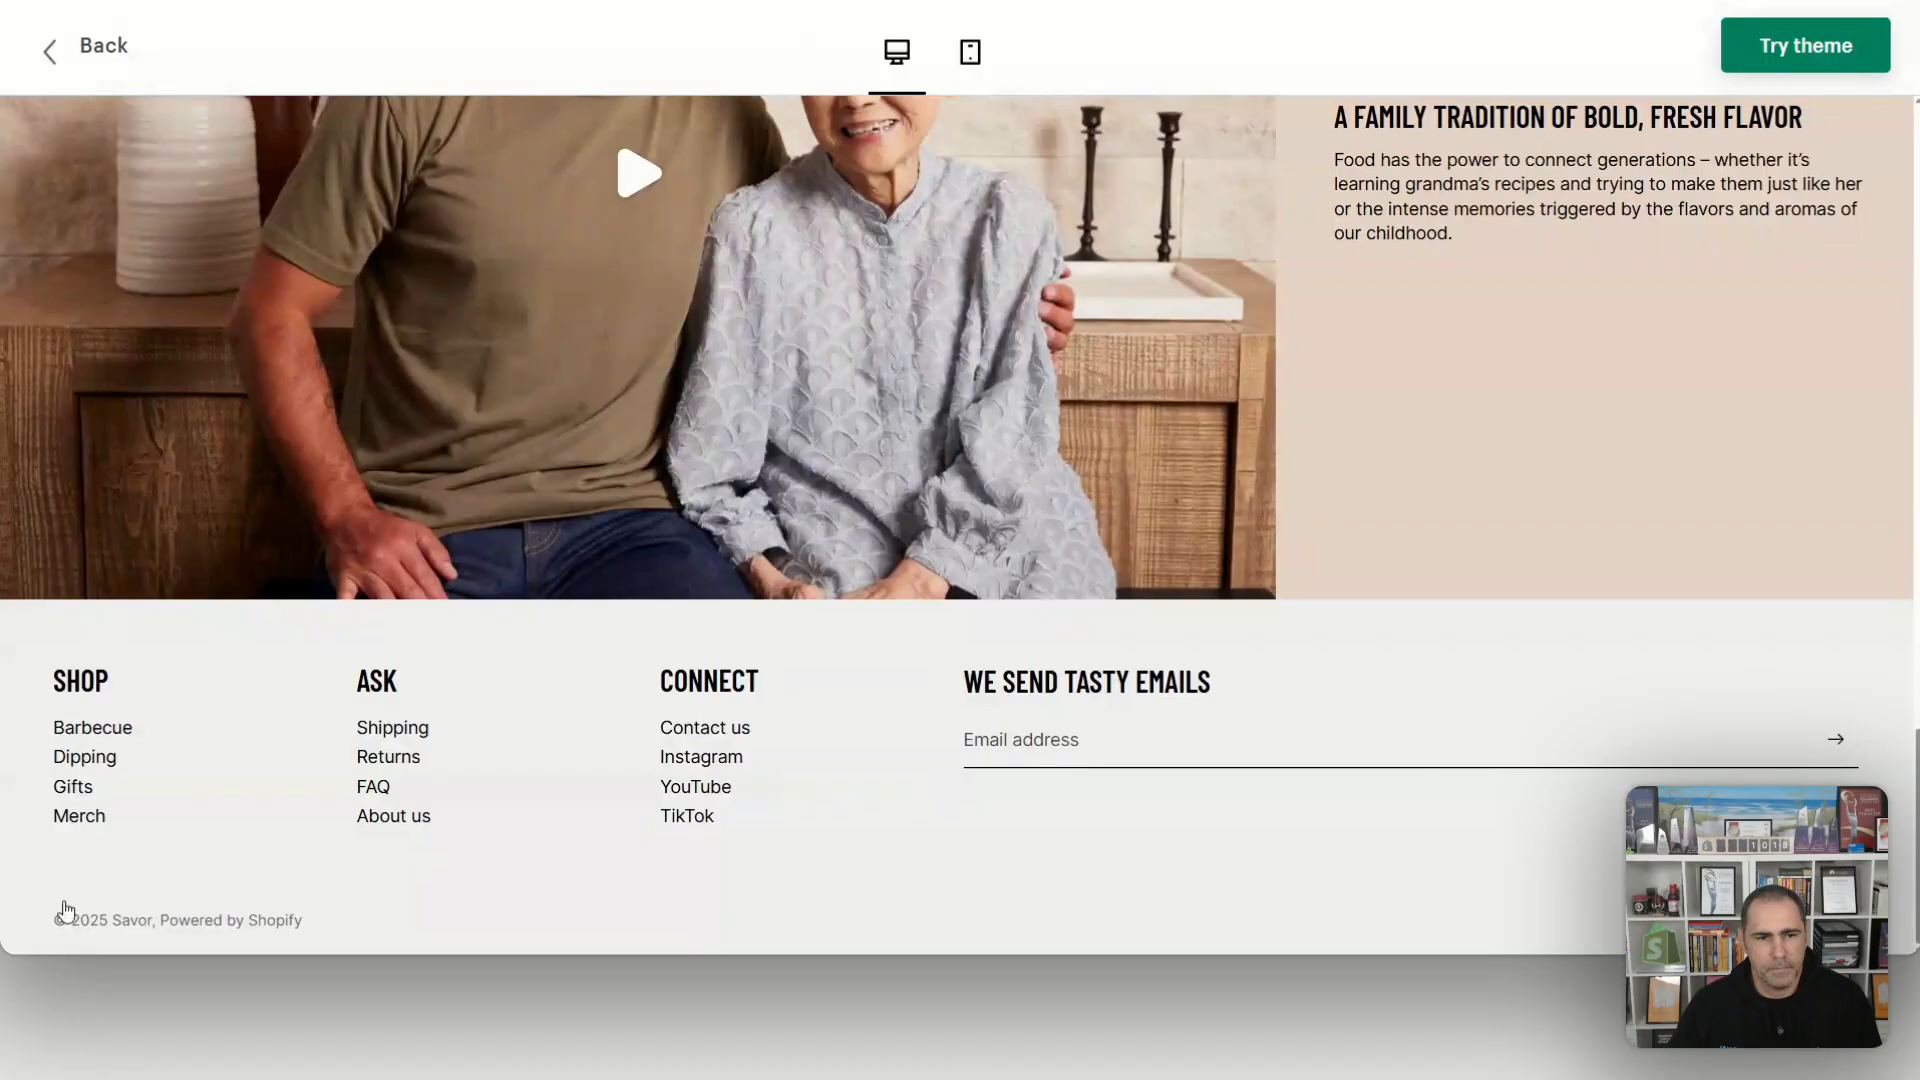 Back
Try theme
A FAMILY TRADITION OF BOLD, FRESH FLAVOR
Food has the power to connect generations – whether it's
learning grandma's recipes and trying to make them just like her
or the intense memories triggered by the flavors and aromas of
our childhood.
SHOP
Barbecue
Dipping
Gifts
Merch
ASK
Shipping
Returns
FAQ
About us
CONNECT
Contact us
Instagram
YouTube
TikTok
WE SEND TASTY EMAILS
Email address
© 2025 Savor, Powered by Shopify
1018
S